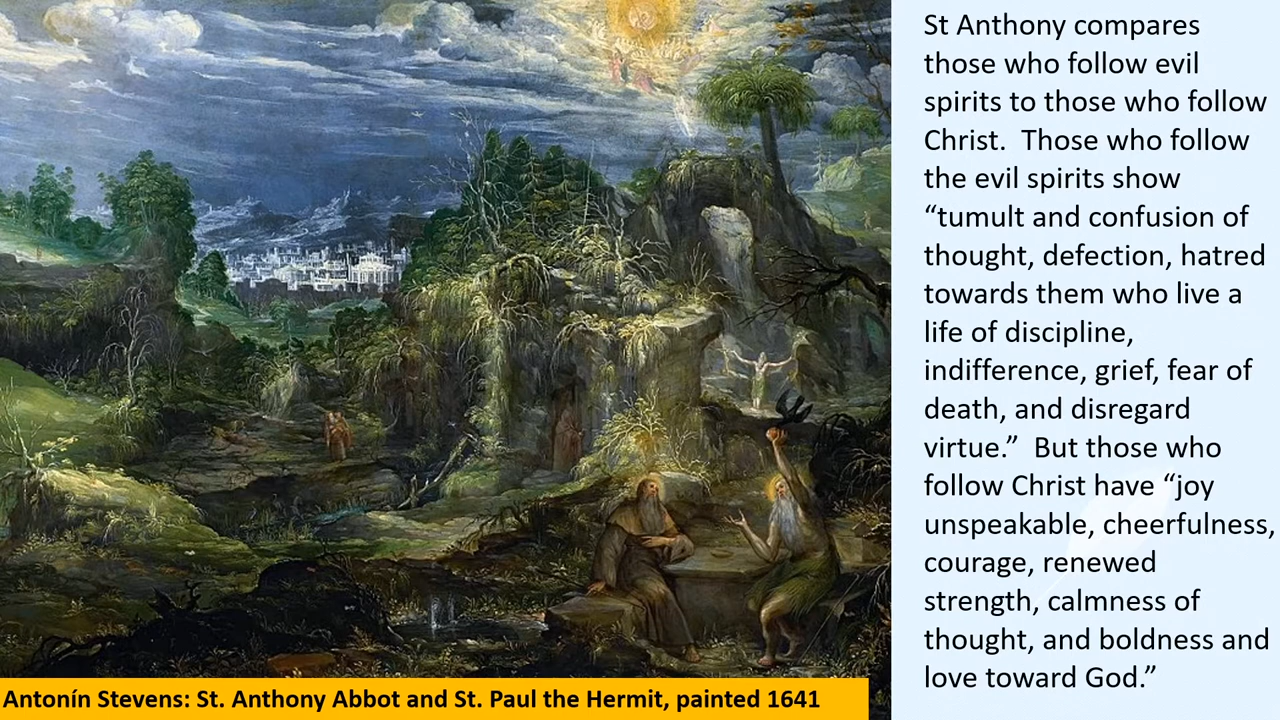 St Anthony compares
those who follow evil
spirits to those who follow
Christ.  Those who follow
the evil spirits show
“tumult and confusion of
thought, defection, hatred
towards them who live a
life of discipline,
indifference, grief, fear of
death, and disregard
virtue.”  But those who
follow Christ have “joy
unspeakable, cheerfulness,
courage, renewed
strength, calmness of
thought, and boldness and
love toward God.”
Antonín Stevens: St. Anthony Abbot and St. Paul the Hermit, painted 1641